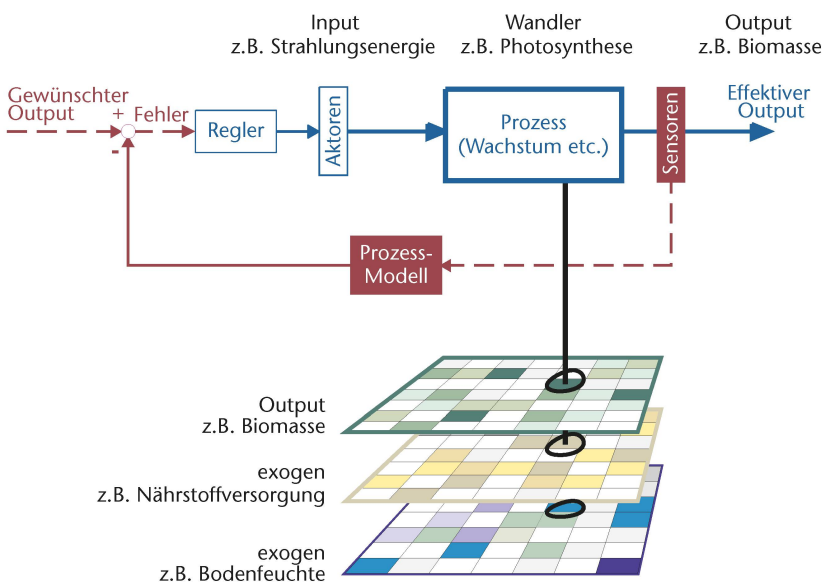 Input
z.B. Strahlungsenergie
Wandler
z.B. Photosynthese
Output
z.B. Biomasse
Gewünschter
Output
+
-
Fehler
Regler
Aktoren
Prozess
(Wachstum etc.)
Sensoren
Effektiver
Output
Prozess-
Modell
Output
z.B. Biomasse
exogen
z.B. Nährstoffversorgung
exogen
z.B. Bodenfeuchte